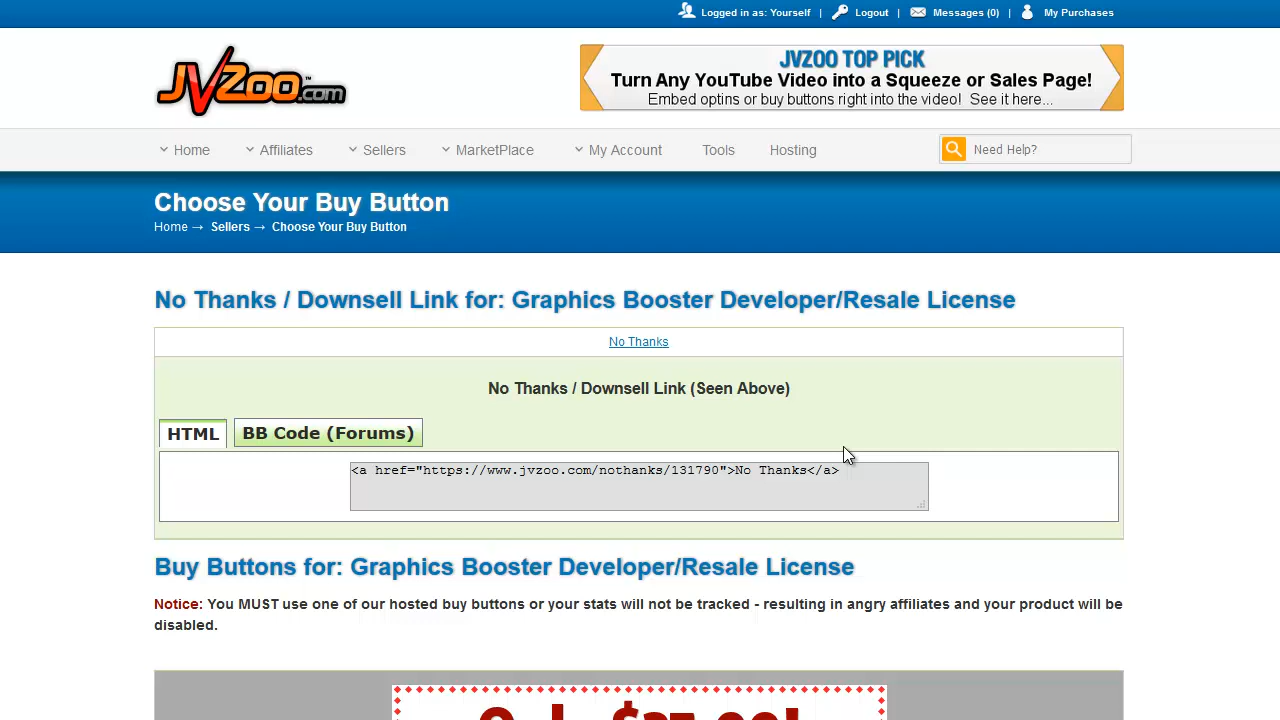 Logged in as: Yourself | Logout | Messages (0) | My Purchases
JVZoo.com™
JVZOO TOP PICK
Turn Any YouTube Video into a Squeeze or Sales Page!
Embed optins or buy buttons right into the video! See it here...
Home Affiliates Sellers MarketPlace My Account Tools Hosting Need Help?
Choose Your Buy Button
Home → Sellers → Choose Your Buy Button
No Thanks / Downsell Link for: Graphics Booster Developer/Resale License
No Thanks
No Thanks / Downsell Link (Seen Above)
HTML BB Code (Forums)
<a href="https://www.jvzoo.com/nothanks/131790">No Thanks</a>
Buy Buttons for: Graphics Booster Developer/Resale License
Notice: You MUST use one of our hosted buy buttons or your stats will not be tracked - resulting in angry affiliates and your product will be
disabled.